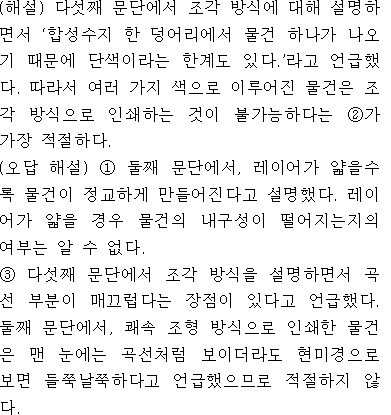 (해설) 다섯째 문단에서 조각 방식에 대해 설명하
면서 ‘합성수지 한 덩어리에서 물건 하나가 나오
기 때문에 단색이라는 한계도 있다.’라고 언급했
다. 따라서 여러 가지 색으로 이루어진 물건은 조
각 방식으로 인쇄하는 것이 불가능하다는 ②가
가장 적절하다.
(오답 해설) ① 둘째 문단에서, 레이어가 얇을수
록 물건이 정교하게 만들어진다고 설명했다. 레이
어가 얇을 경우 물건의 내구성이 떨어지는지의
여부는 알 수 없다.
③ 다섯째 문단에서 조각 방식을 설명하면서 곡
선 부분이 매끄럽다는 장점이 있다고 언급했다.
둘째 문단에서, 쾌속 조형 방식으로 인쇄한 물건
은 맨 눈에는 곡선처럼 보이더라도 현미경으로
보면 들쭉날쭉하다고 언급했으므로 적절하지 않
다.